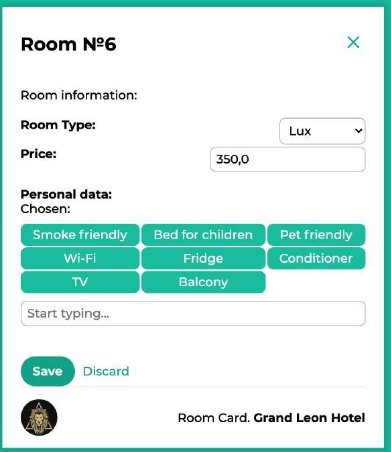 Room №6
Room information:
Room Type: Lux
Price: 350,0
Personal data:
Chosen:
Smoke friendly Bed for children Pet friendly
Wi-Fi Fridge Conditioner
TV Balcony
Start typing...
Save Discard
Room Card. Grand Leon Hotel